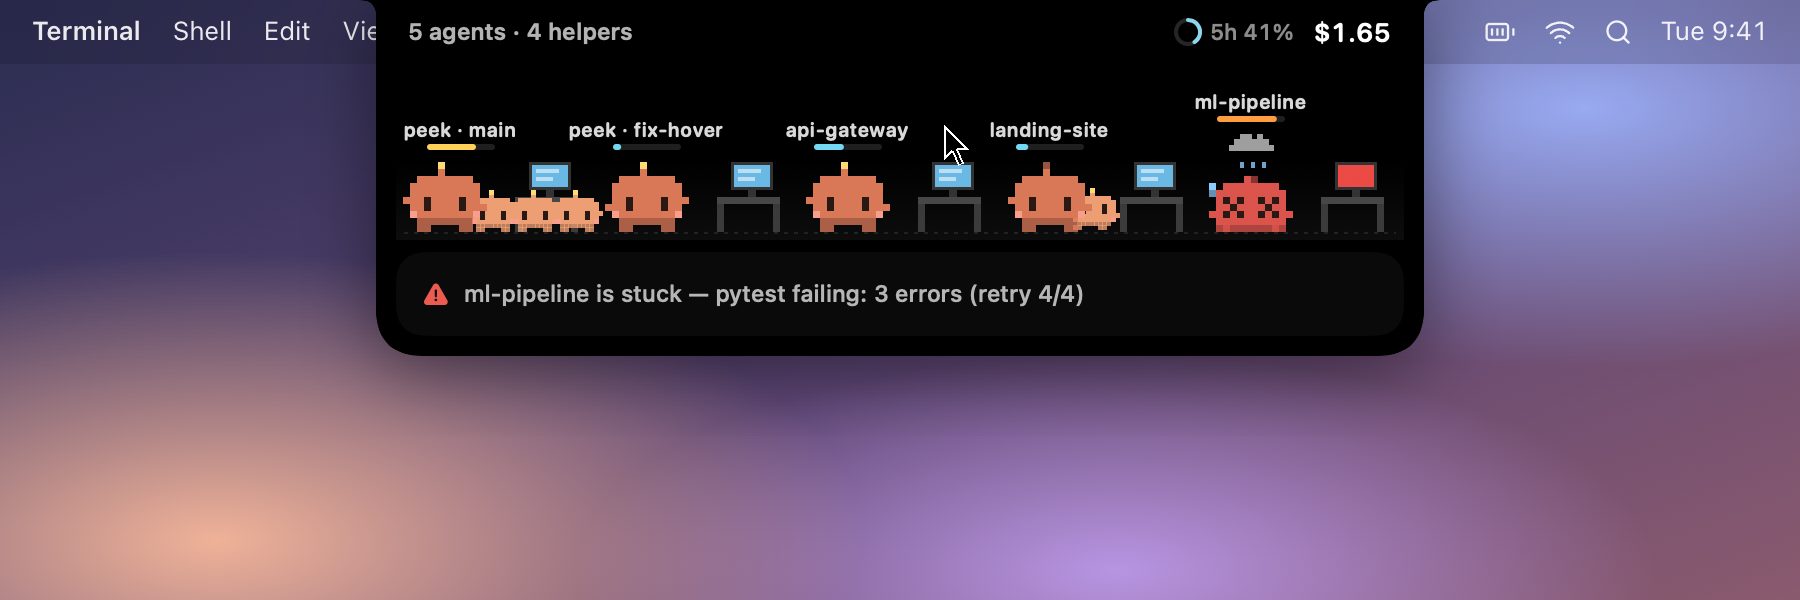 Terminal Shell Edit Vie
5 agents · 4 helpers
5h 41% $1.65
Tue 9:41
peek · main
peek · fix-hover
api-gateway
landing-site
ml-pipeline
ml-pipeline is stuck — pytest failing: 3 errors (retry 4/4)